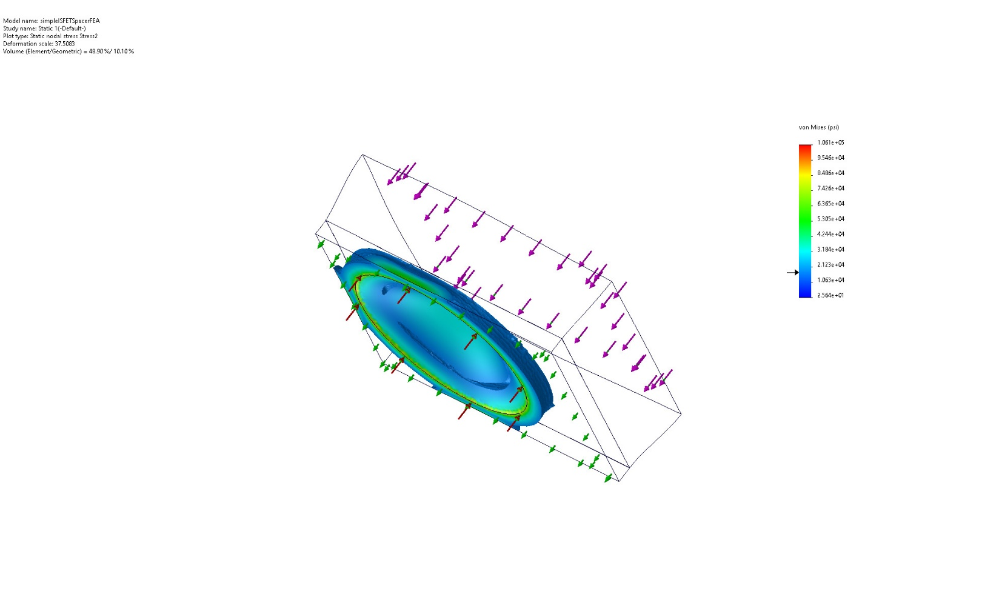 Model name: simpleISFETSpacerFEA
Study name: Static 1(-Default-)
Plot type: Static nodal stress Stress2
Deformation scale: 37.5083
Volume (Element/Geometric) = 48.90 %/ 10.10 %
von Mises (psi)
1.061e+05
9.546e+04
8.486e+04
7.426e+04
6.365e+04
5.305e+04
4.244e+04
3.184e+04
2.123e+04
1.063e+04
2.564e+01